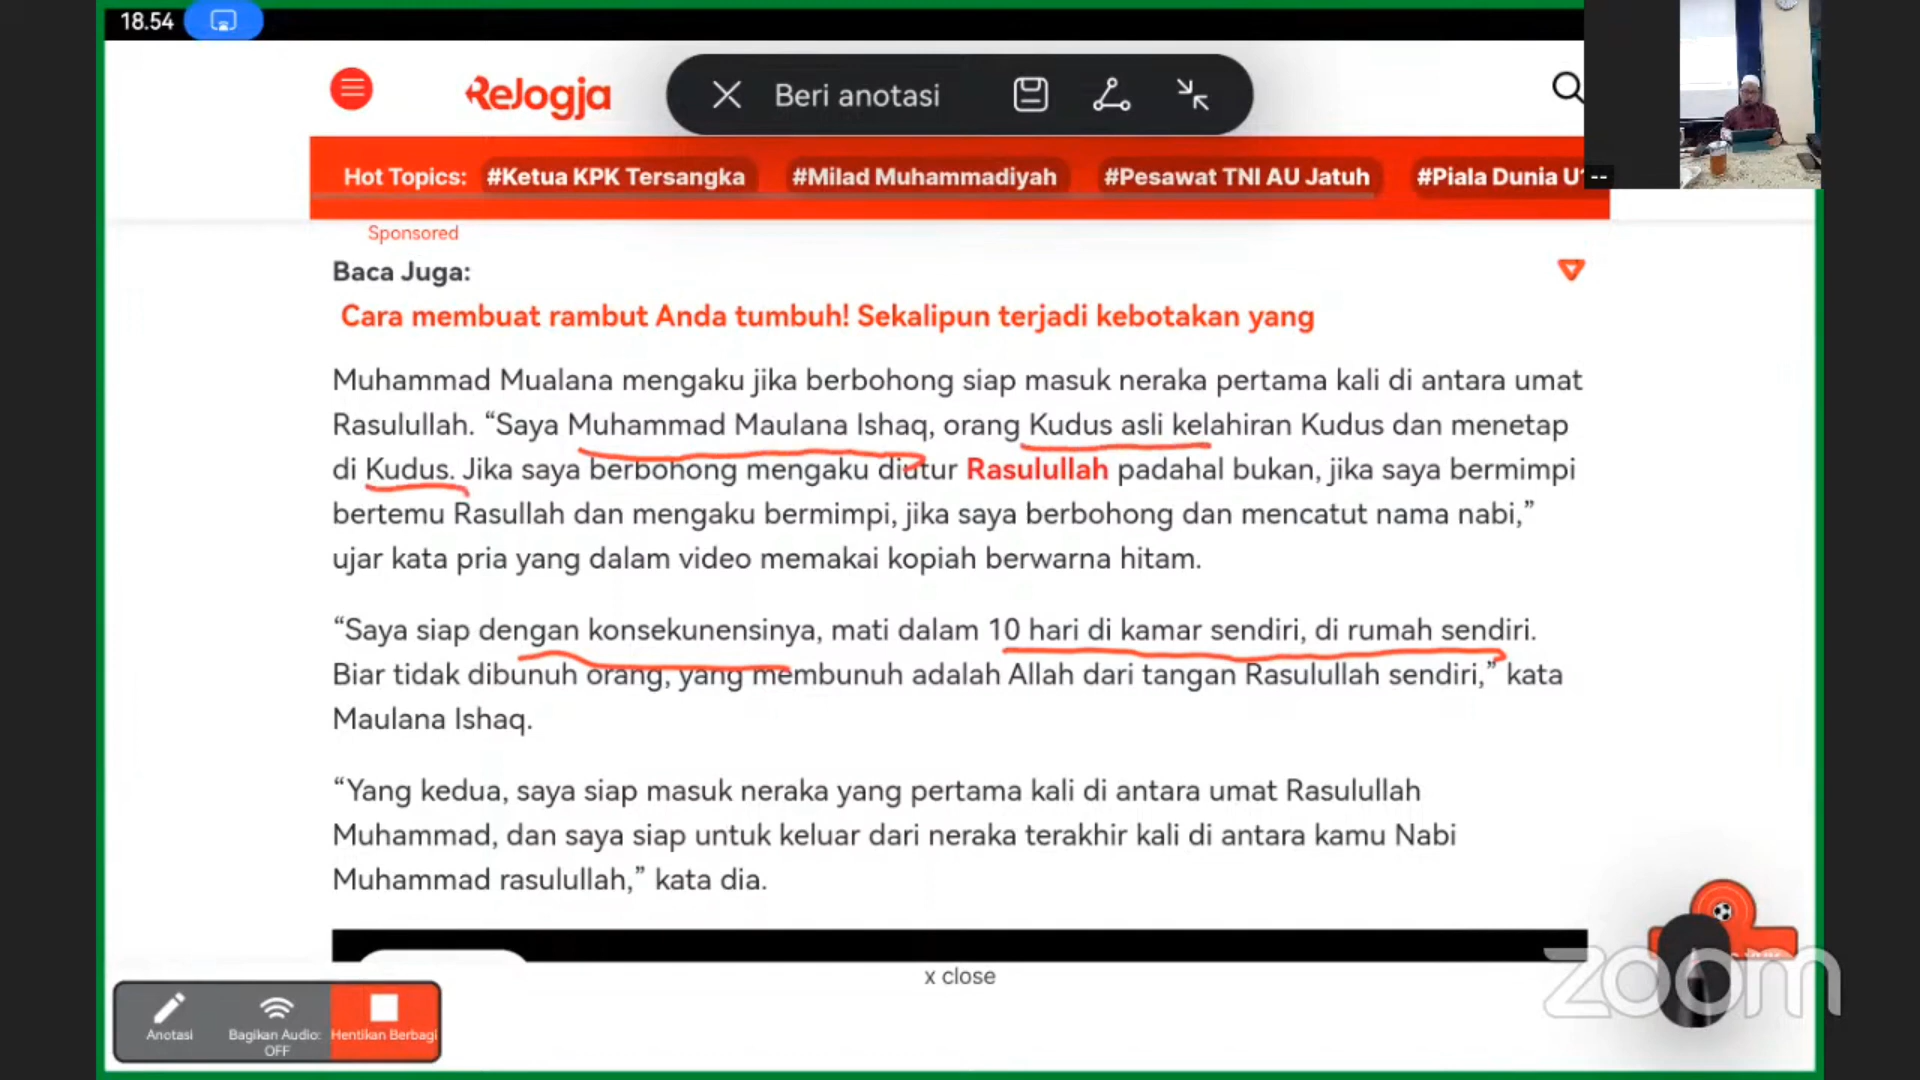 18.54
ReJogja
Beri anotasi
Hot Topics: #Ketua KPK Tersangka #Milad Muhammadiyah #Pesawat TNI AU Jatuh #Piala Dunia U
--
Sponsored
Baca Juga:
Cara membuat rambut Anda tumbuh! Sekalipun terjadi kebotakan yang
Muhammad Mualana mengaku jika berbohong siap masuk neraka pertama kali di antara umat
Rasulullah. “Saya Muhammad Maulana Ishaq, orang Kudus asli kelahiran Kudus dan menetap
di Kudus. Jika saya berbohong mengaku diutur Rasulullah padahal bukan, jika saya bermimpi
bertemu Rasullah dan mengaku bermimpi, jika saya berbohong dan mencatut nama nabi,”
ujar kata pria yang dalam video memakai kopiah berwarna hitam.
“Saya siap dengan konsekunensinya, mati dalam 10 hari di kamar sendiri, di rumah sendiri.
Biar tidak dibunuh orang, yang membunuh adalah Allah dari tangan Rasulullah sendiri,” kata
Maulana Ishaq.
“Yang kedua, saya siap masuk neraka yang pertama kali di antara umat Rasulullah
Muhammad, dan saya siap untuk keluar dari neraka terakhir kali di antara kamu Nabi
Muhammad rasulullah,” kata dia.
x close
zoom
Anotasi
Bagikan Audio:
OFF
Hentikan Berbagi